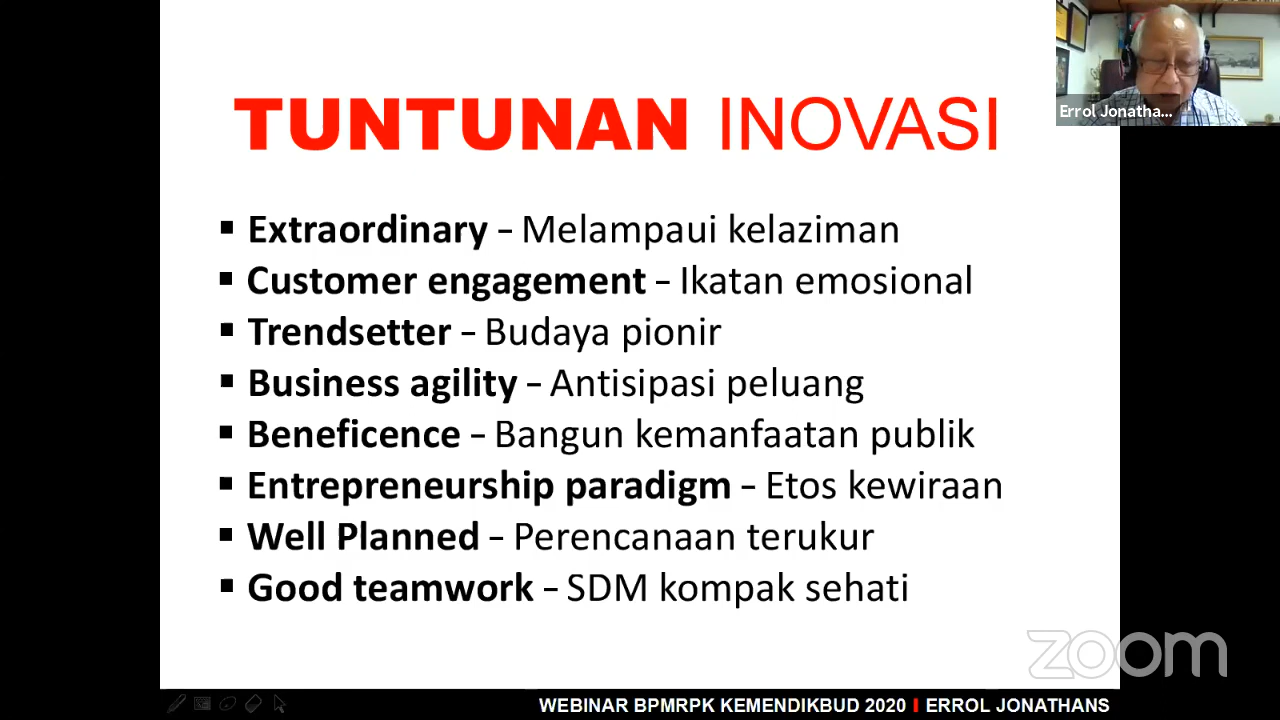 TUNTUNAN INOVASI
Errol Jonatha...
▪ Extraordinary – Melampaui kelaziman
▪ Customer engagement – Ikatan emosional
▪ Trendsetter – Budaya pionir
▪ Business agility – Antisipasi peluang
▪ Beneficence – Bangun kemanfaatan publik
▪ Entrepreneurship paradigm – Etos kewiraan
▪ Well Planned – Perencanaan terukur
▪ Good teamwork – SDM kompak sehati
zoom
WEBINAR BPMRPK KEMENDIKBUD 2020 I ERROL JONATHANS